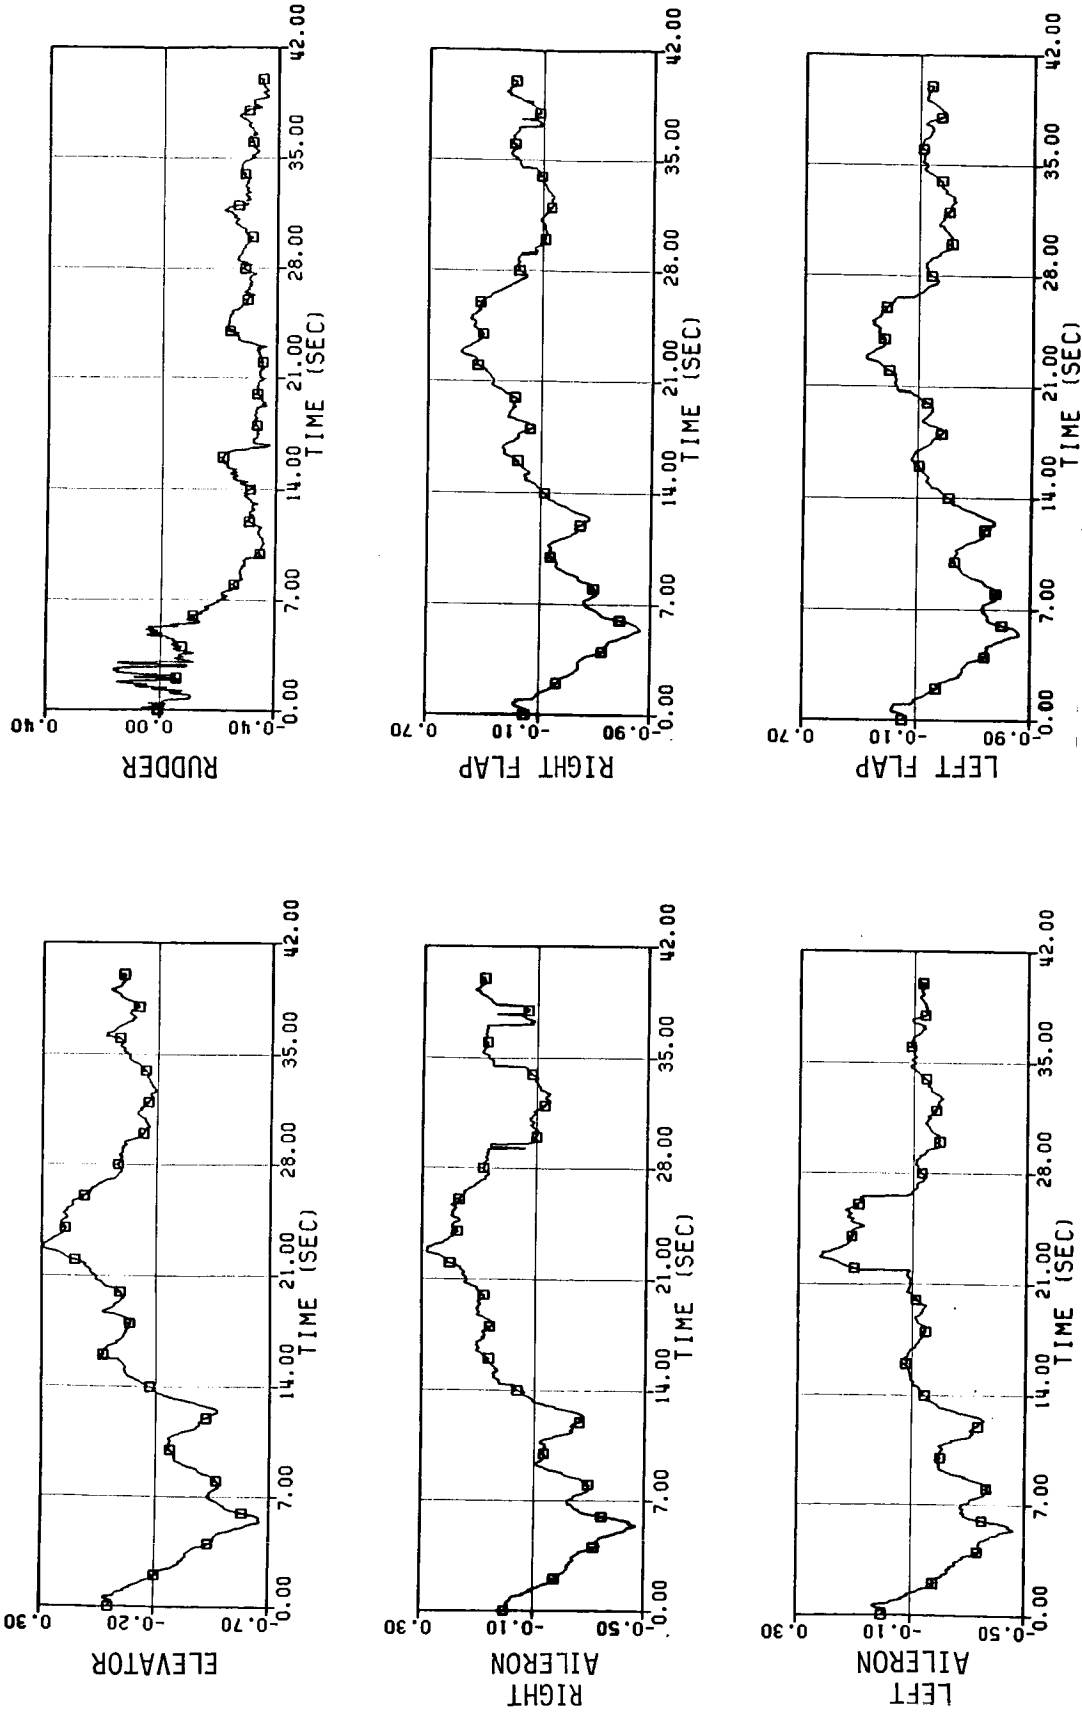 ELEVATOR
0.30
-0.20
-0.70
0.00 7.00 14.00 21.00 28.00 35.00 42.00
TIME (SEC)
RUDDER
0.40
0.00
-0.40
0.00 7.00 14.00 21.00 28.00 35.00 42.00
TIME (SEC)
RIGHT
AILERON
0.30
-0.10
-0.50
0.00 7.00 14.00 21.00 28.00 35.00 42.00
TIME (SEC)
RIGHT FLAP
0.70
-0.10
-0.90
0.00 7.00 14.00 21.00 28.00 35.00 42.00
TIME (SEC)
LEFT
AILERON
0.30
-0.10
-0.50
0.00 7.00 14.00 21.00 28.00 35.00 42.00
TIME (SEC)
LEFT FLAP
0.70
-0.10
-0.90
0.00 7.00 14.00 21.00 28.00 35.00 42.00
TIME (SEC)